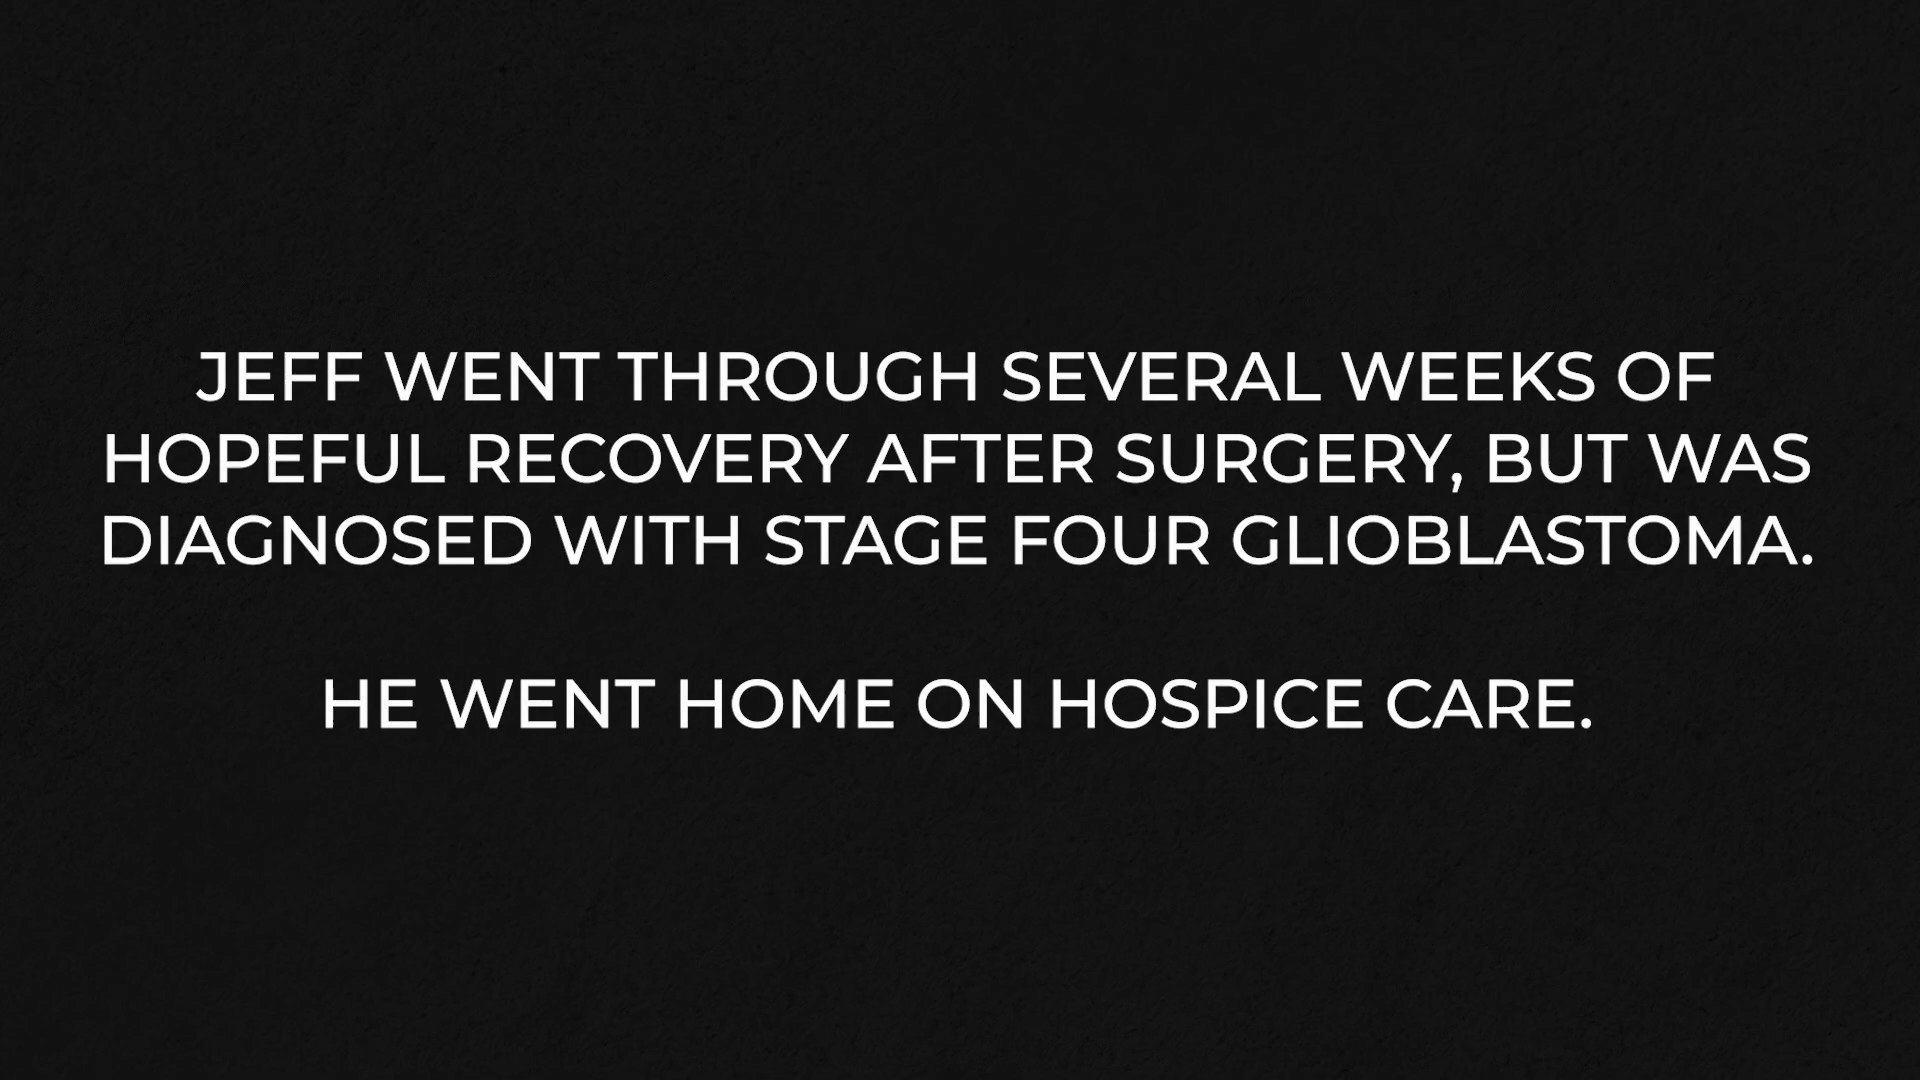 JEFF WENT THROUGH SEVERAL WEEKS OF
HOPEFUL RECOVERY AFTER SURGERY, BUT WAS
DIAGNOSED WITH STAGE FOUR GLIOBLASTOMA.
HE WENT HOME ON HOSPICE CARE.